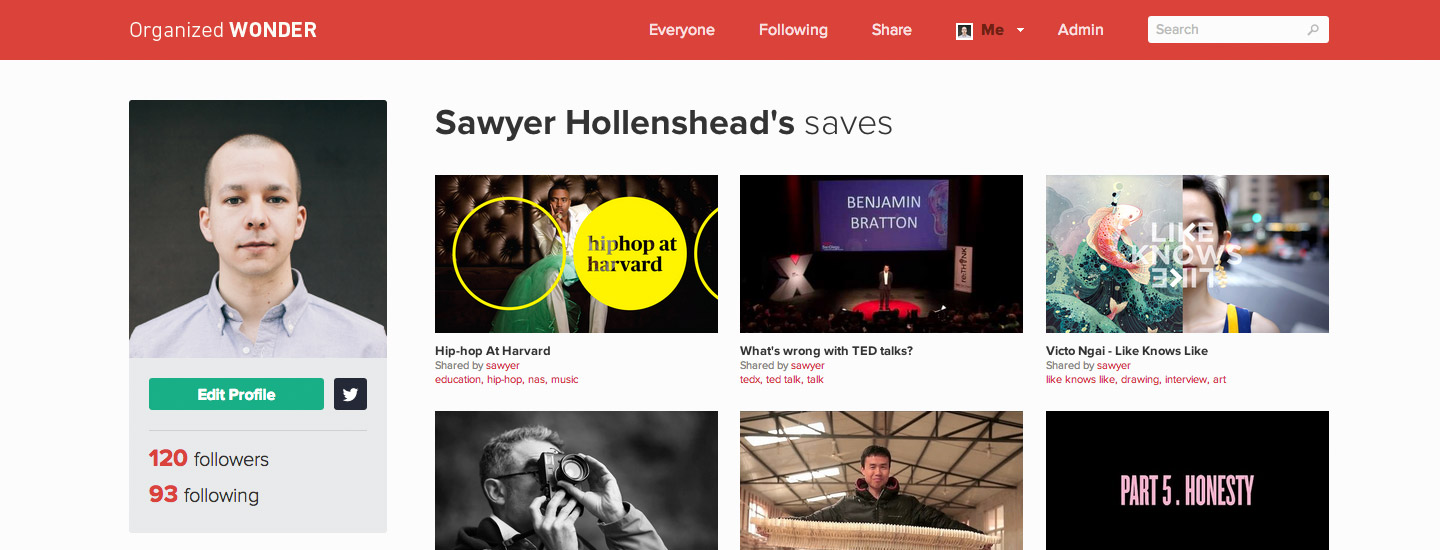 Organized WONDER
Everyone Following Share Me Admin Search
Sawyer Hollenshead's saves
hiphop at
harvard
BENJAMIN
BRATTON
LIKE
KNOWS
LIKE
Hip-hop At Harvard
Shared by sawyer
education, hip-hop, nas, music
What's wrong with TED talks?
Shared by sawyer
tedx, ted talk, talk
Victo Ngai - Like Knows Like
Shared by sawyer
like knows like, drawing, interview, art
Edit Profile
120 followers
93 following
PART 5. HONESTY